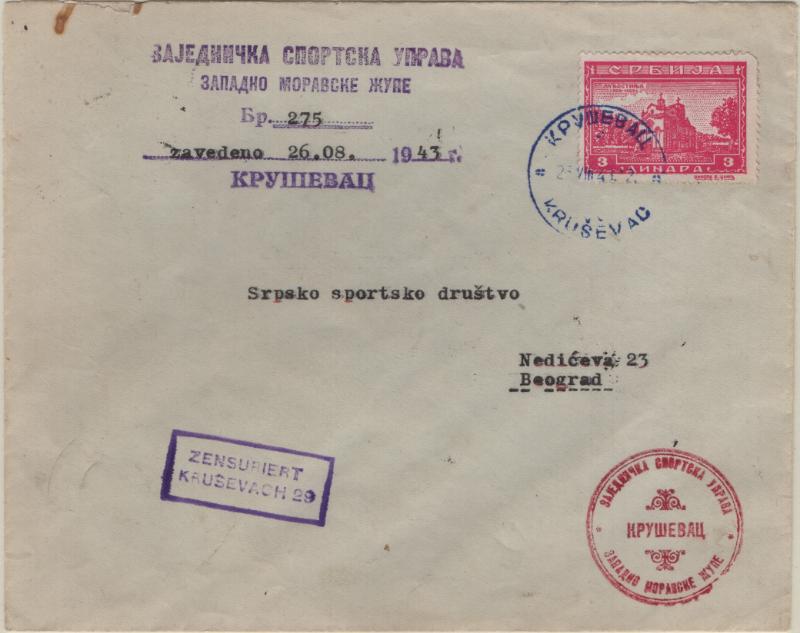 ЗАЈЕДНИЧКА СПОРТСКА УПРАВА
ЗАПАДНО МОРАВСКЕ ЖУПЕ
Бр. 275
zavedeno 26.08. 1943 г.
КРУШЕВАЦ
СРБИЈА
ЉУБОСТИЊА
3 ДИНАРА 3
КРУШЕВАЦ
KRUŠEVAC
Srpsko sportsko društvo
Nedićeva 23
Beograd
ZENSURIERT
KRUŠEVACH 29
ЗАЈЕДНИЧКА СПОРТСКА УПРАВА
КРУШЕВАЦ
ЗАПАДНО МОРАВСКЕ ЖУПЕ